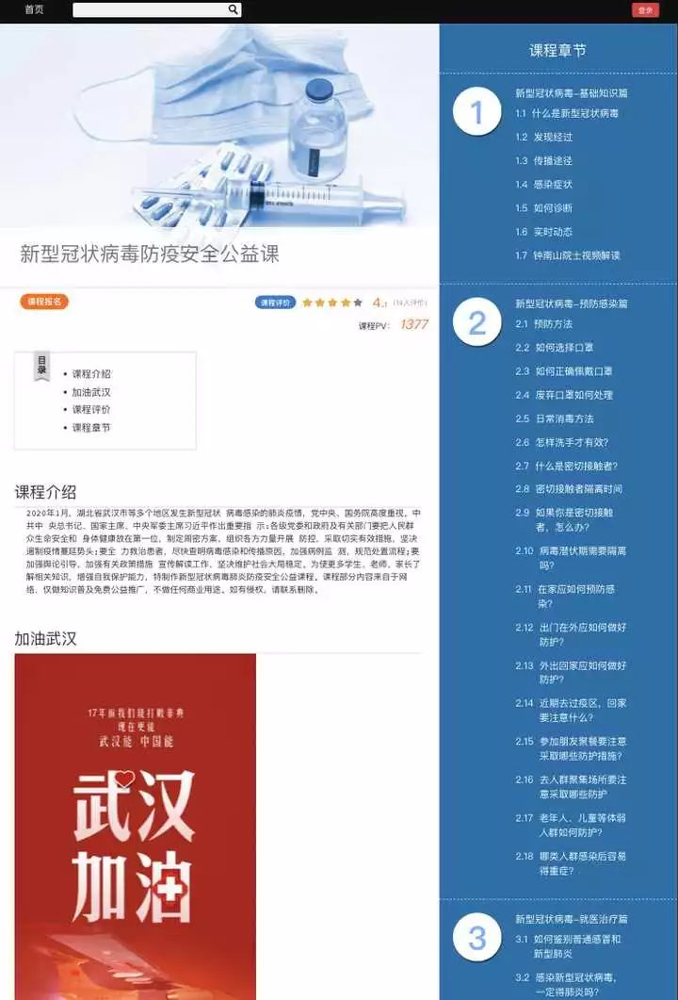 首页
登录
新型冠状病毒防疫安全公益课
课程报名
课程评价
4.1
课程PV： 1377
目录
• 课程介绍
• 加油武汉
• 课程评价
• 课程章节
课程介绍
2020年1月，湖北省武汉市等多个地区发生新型冠状 病毒感染的肺炎疫情，党中央、国务院高度重视，中
共中 央总书记、国家主席、中央军委主席习近平作出重要指 示:各级党委和政府及有关部门要把人民群
众生命安全和 身体健康放在第一位，制定周密方案，组织各方力量开展 防控，采取切实有效措施，坚决
遏制疫情蔓延势头;要全 力救治患者，尽快查明病毒感染和传播原因，加强病例监 测，规范处置流程;要
加强舆论引导，加强有关政策措施 宣传解读工作，坚决维护社会大局稳定，为使更多学生、老师、家长了
解相关知识，增强自我保护能力，特制作新型冠状病毒肺炎防疫安全公益课程，课程部分内容来自于网
络，仅做知识普及免费公益推广，不做任何商业用途。如有侵权，请联系删除。
加油武汉
17年前我们能打败非典
现在更能
武汉能 中国能
武汉
加油
课程章节
1
新型冠状病毒-基础知识篇
1.1 什么是新型冠状病毒
1.2 发现经过
1.3 传播途径
1.4 感染症状
1.5 如何诊断
1.6 实时动态
1.7 钟南山院士视频解读
2
新型冠状病毒-预防感染篇
2.1 预防方法
2.2 如何选择口罩
2.3 如何正确佩戴口罩
2.4 废弃口罩如何处理
2.5 日常消毒方法
2.6 怎样洗手才有效?
2.7 什么是密切接触者?
2.8 密切接触者隔离时间
2.9 如果你是密切接触
者，怎么办?
2.10 病毒潜伏期需要隔离
吗?
2.11 在家应如何预防感
染?
2.12 出门在外应如何做好
防护?
2.13 外出回家应如何做好
防护?
2.14 近期去过疫区，回家
要注意什么?
2.15 参加朋友聚餐要注意
采取哪些防护措施?
2.16 去人群聚集场所要注
意采取哪些防护
2.17 老年人、儿童等体弱
人群如何防护?
2.18 哪类人群感染后容易
得重症?
3
新型冠状病毒-就医治疗篇
3.1 如何鉴别普通感冒和
新型肺炎
3.2 感染新型冠状病毒，
一定得肺炎吗?